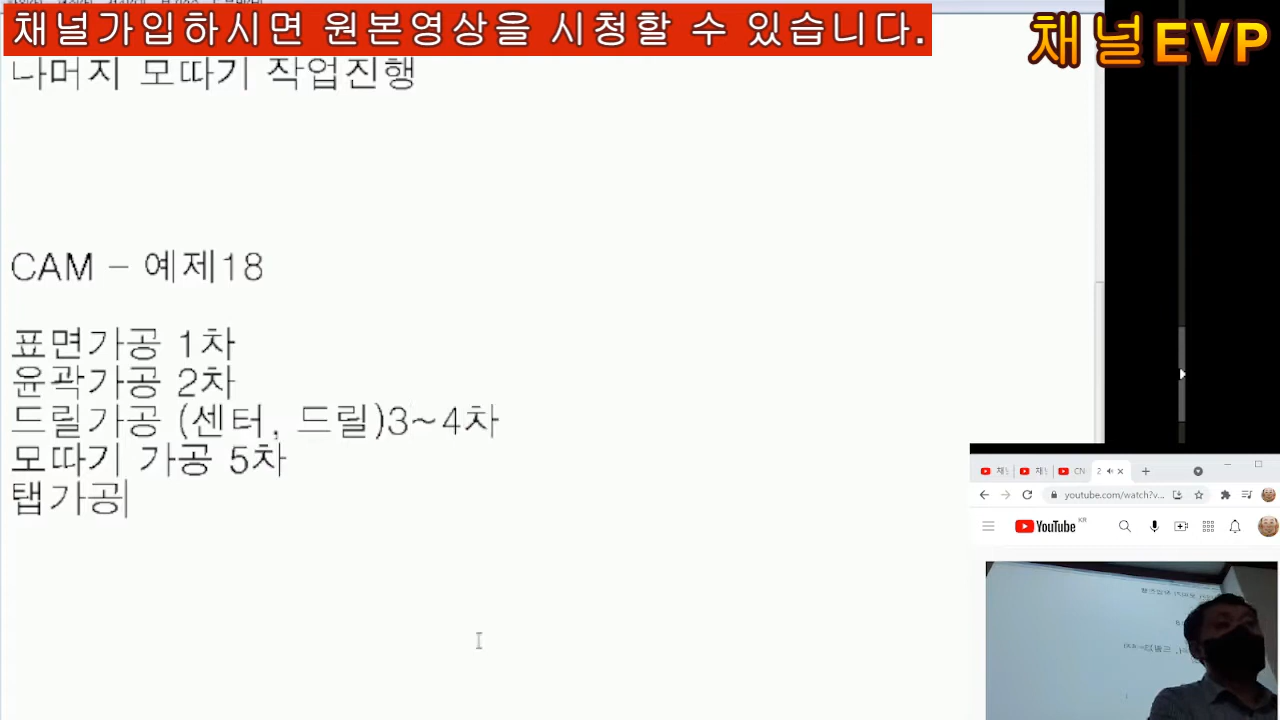 채널가입하시면 원본영상을 시청할 수 있습니다.
채널EVP
나머지 모따기 작업진행
CAM - 예제18
표면가공 1차
윤곽가공 2차
드릴가공 (센터, 드릴)3~4차
모따기 가공 5차
탭가공
CN
2
youtube.com/watch?v...
YouTube KR